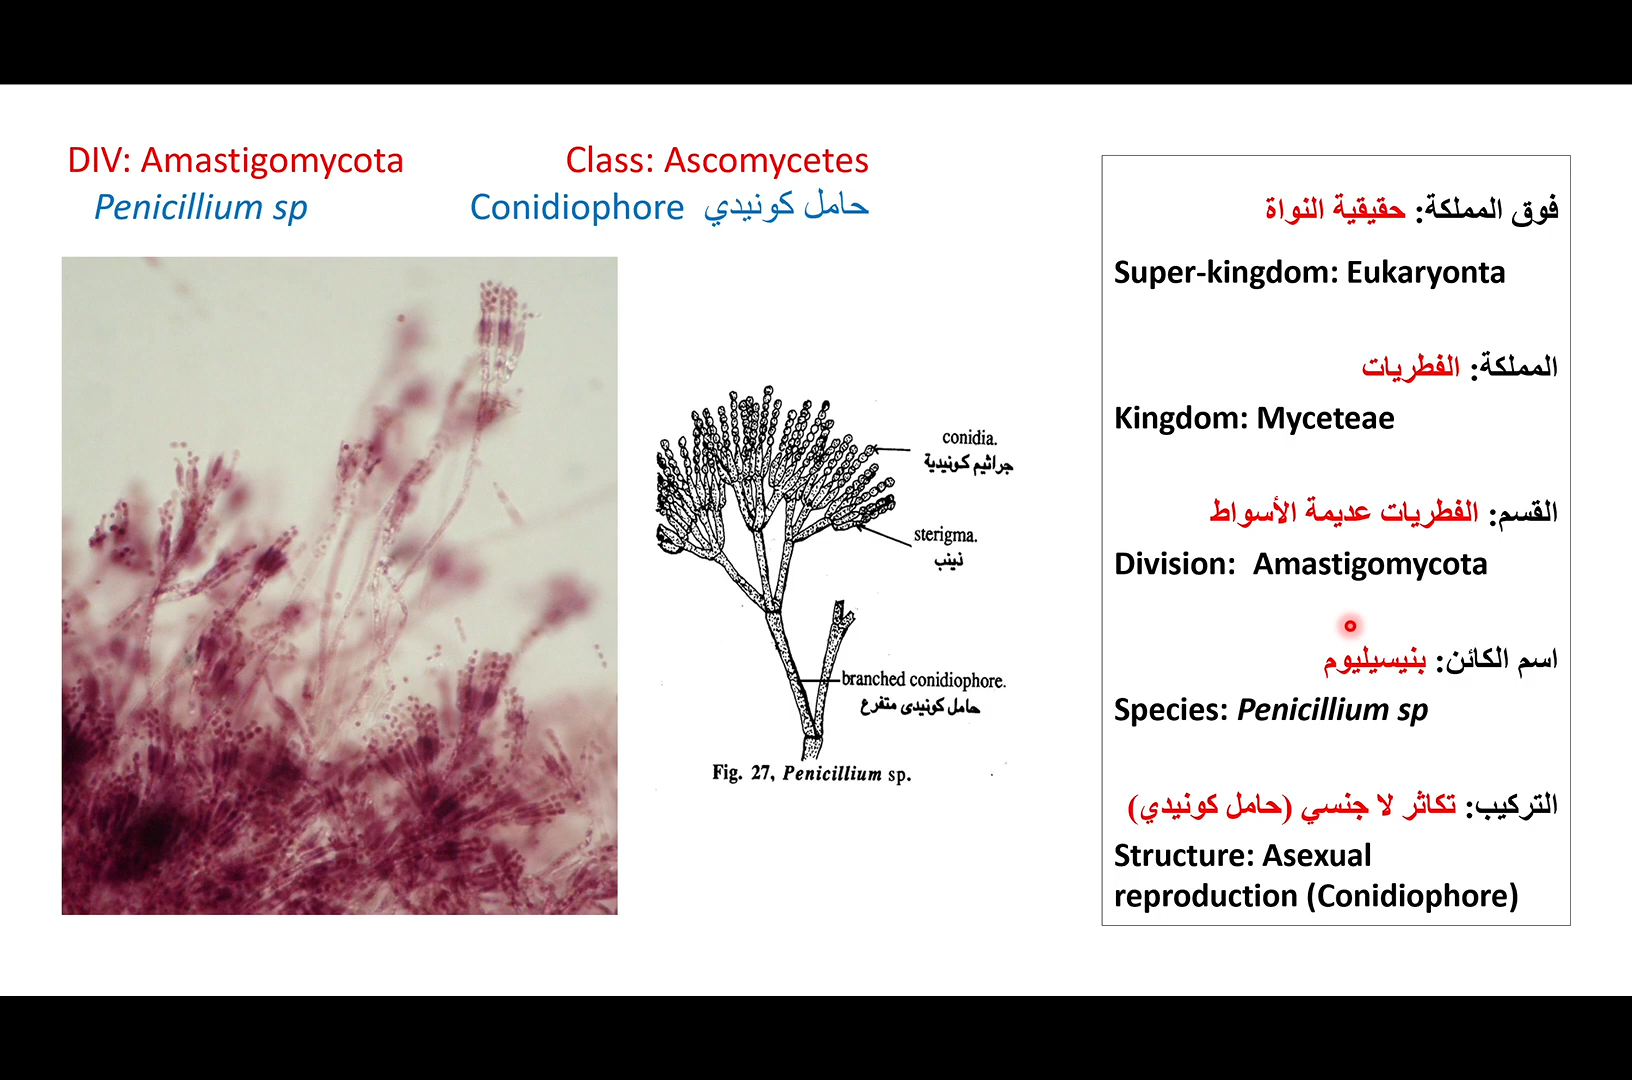 DIV: Amastigomycota
Class: Ascomycetes
Penicillium sp
Conidiophore حامل كونيدي
conidia.
جراثيم كونيدية
sterigma.
ذنيب
branched conidiophore.
حامل كونيدى متفرع
Fig. 27, Penicillium sp.
فوق المملكة: حقيقية النواة
Super-kingdom: Eukaryonta
المملكة: الفطريات
Kingdom: Myceteae
القسم: الفطريات عديمة الأسواط
Division: Amastigomycota
اسم الكائن: بنيسيليوم
Species: Penicillium sp
التركيب: تكاثر لا جنسي (حامل كونيدي)
Structure: Asexual
reproduction (Conidiophore)